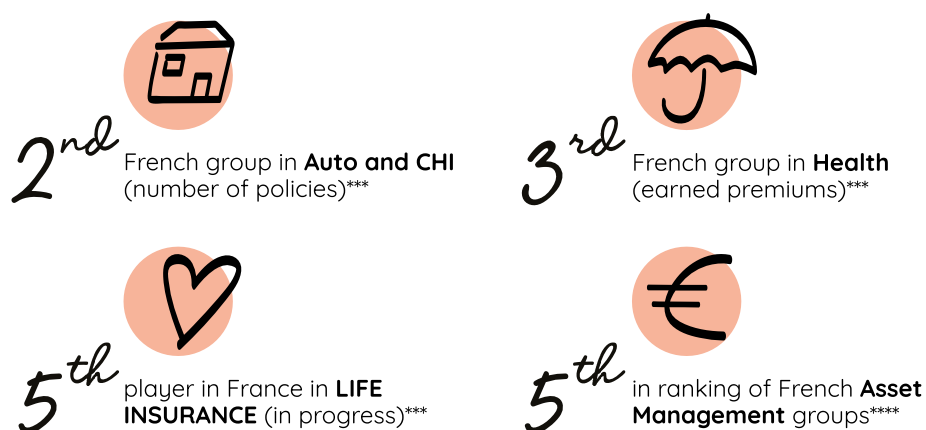 2nd
French group in Auto and CHI
(number of policies)***
3rd
French group in Health
(earned premiums)***
5th
player in France in LIFE
INSURANCE (in progress)***
5th
in ranking of French Asset
Management groups****